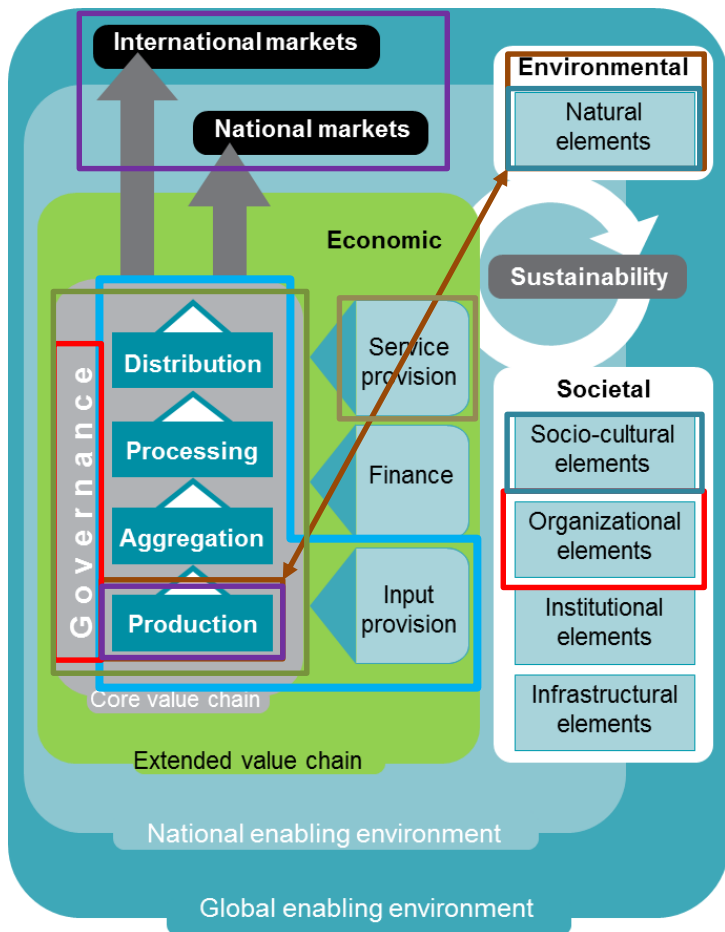 International markets
National markets
Environmental
Natural
elements
Economic
Sustainability
Governance
Distribution
Processing
Aggregation
Production
Service
provision
Finance
Input
provision
Societal
Socio-cultural
elements
Organizational
elements
Institutional
elements
Infrastructural
elements
Core value chain
Extended value chain
National enabling environment
Global enabling environment